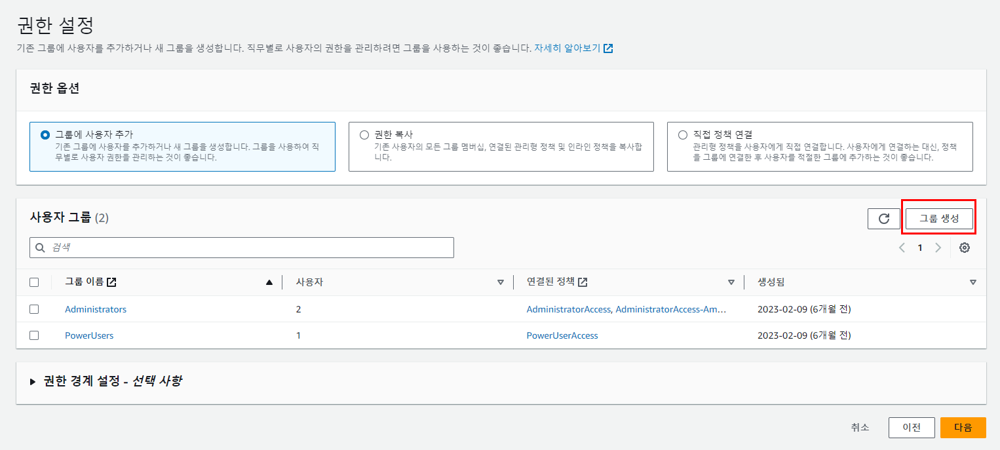 권한 설정
기존 그룹에 사용자를 추가하거나 새 그룹을 생성합니다. 직무별로 사용자의 권한을 관리하려면 그룹을 사용하는 것이 좋습니다. 자세히 알아보기
권한 옵션
그룹에 사용자 추가
기존 그룹에 사용자를 추가하거나 새 그룹을 생성합니다. 그룹을 사용하여 직
무별로 사용자 권한을 관리하는 것이 좋습니다.
권한 복사
기존 사용자의 모든 그룹 멤버십, 연결된 관리형 정책 및 인라인 정책을 복사합
니다.
직접 정책 연결
관리형 정책을 사용자에게 직접 연결합니다. 사용자에게 연결하는 대신, 정책
을 그룹에 연결한 후 사용자를 적절한 그룹에 추가하는 것이 좋습니다.
사용자 그룹 (2)
그룹 생성
검색
1
그룹 이름 사용자 연결된 정책 생성됨
Administrators 2 AdministratorAccess, AdministratorAccess-Am... 2023-02-09 (6개월 전)
PowerUsers 1 PowerUserAccess 2023-02-09 (6개월 전)
권한 경계 설정 - 선택 사항
취소 이전 다음